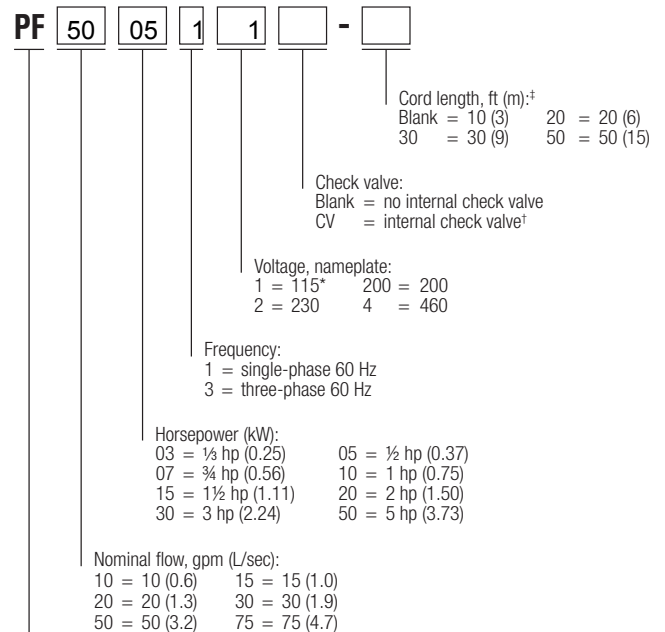 PF 50 05 1 1 -
Cord length, ft (m):‡
Blank = 10 (3) 20 = 20 (6)
30 = 30 (9) 50 = 50 (15)
Check valve:
Blank = no internal check valve
CV = internal check valve†
Voltage, nameplate:
1 = 115* 200 = 200
2 = 230 4 = 460
Frequency:
1 = single-phase 60 Hz
3 = three-phase 60 Hz
Horsepower (kW):
03 = ⅓ hp (0.25) 05 = ½ hp (0.37)
07 = ¾ hp (0.56) 10 = 1 hp (0.75)
15 = 1½ hp (1.11) 20 = 2 hp (1.50)
30 = 3 hp (2.24) 50 = 5 hp (3.73)
Nominal flow, gpm (L/sec):
10 = 10 (0.6) 15 = 15 (1.0)
20 = 20 (1.3) 30 = 30 (1.9)
50 = 50 (3.2) 75 = 75 (4.7)